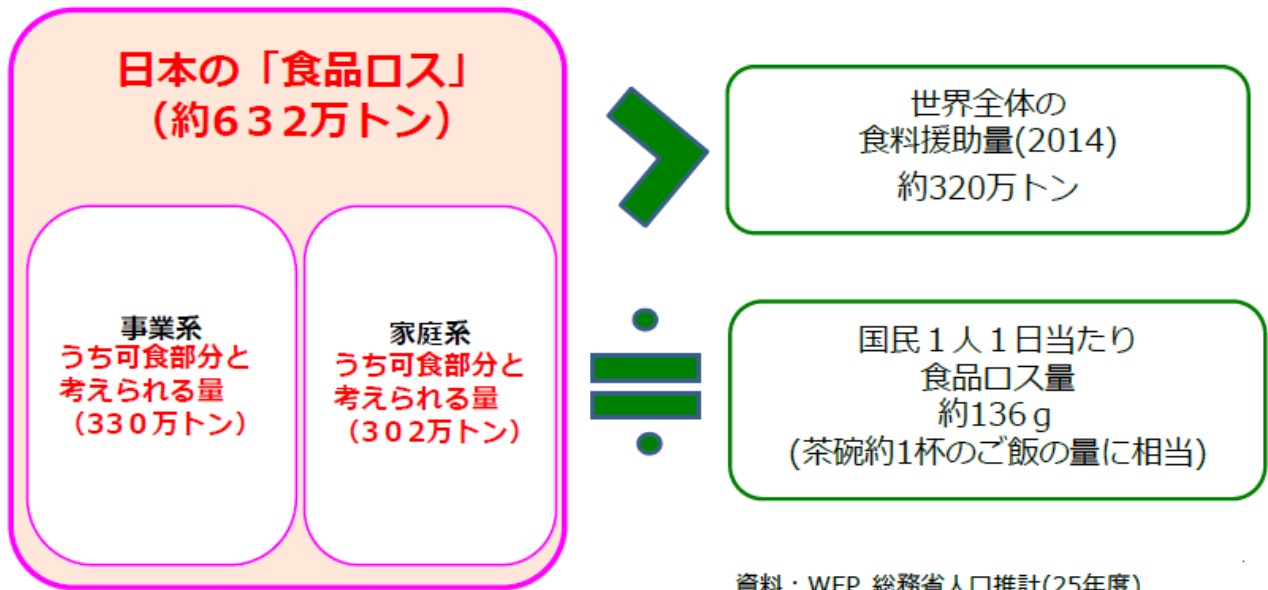 日本の「食品ロス」
（約６３２万トン）
事業系
うち可食部分と
考えられる量
（330万トン）
家庭系
うち可食部分と
考えられる量
（３０２万トン）
世界全体の
食料援助量(2014)
約320万トン
国民１人１日当たり
食品ロス量
約136ｇ
(茶碗約1杯のご飯の量に相当)
資料：WFP、総務省人口推計(25年度)